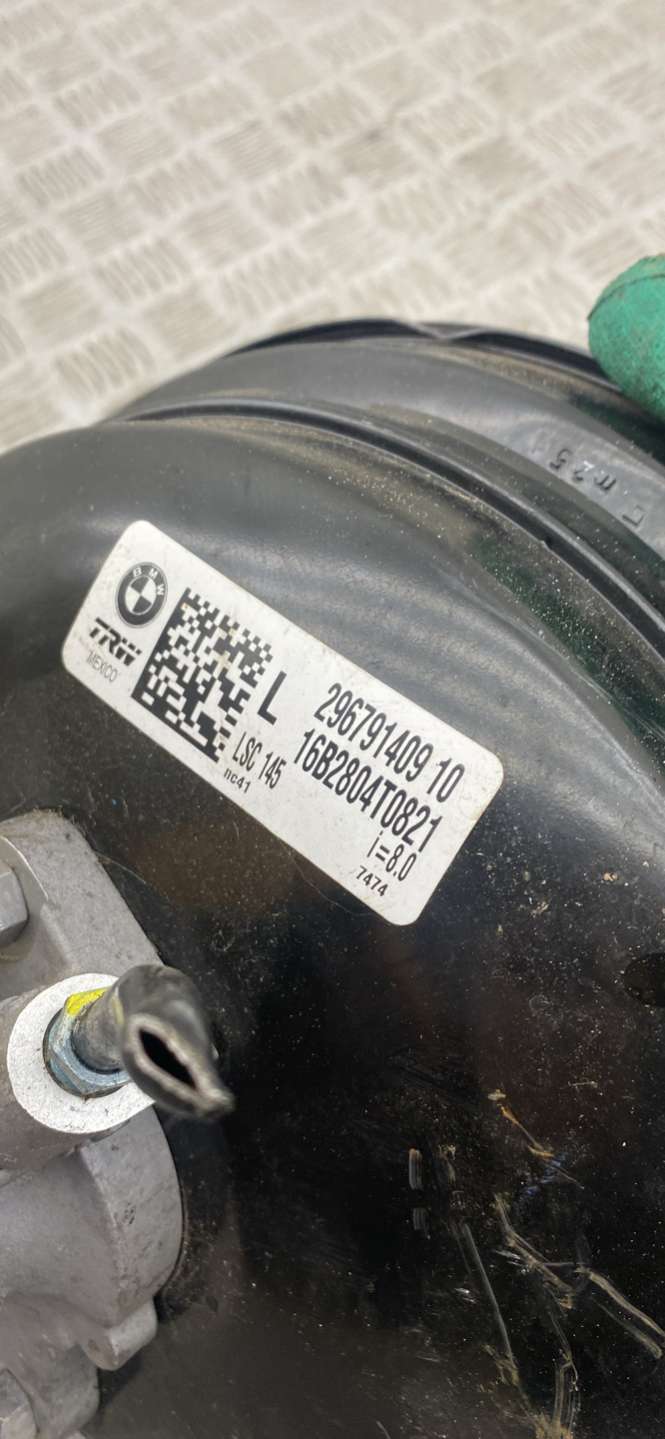 BMW
TRW
MEXICO
L
296791409 10
16B2804T0821
LSC 145
i=8.0
nc41
7474